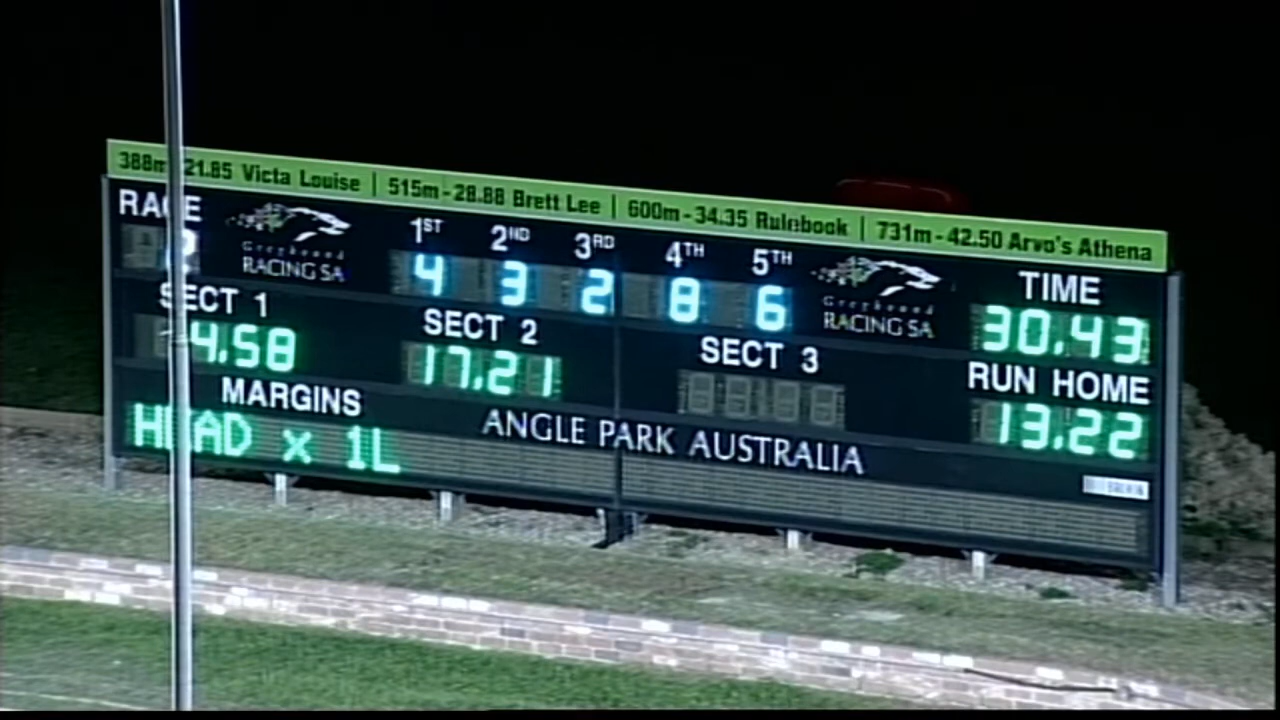 388m-21.85 Victa Louise | 515m-28.88 Brett Lee | 600m-34.35 Rulebook | 731m-42.50 Arvo's Athena
RACE 1ST 2ND 3RD 4TH 5TH TIME
Greyhound RACING SA 4 3 2 8 6 Greyhound RACING SA 30.43
SECT 1 SECT 2 SECT 3 RUN HOME
4.58 17.21 13.22
MARGINS ANGLE PARK AUSTRALIA
HEAD x 1L